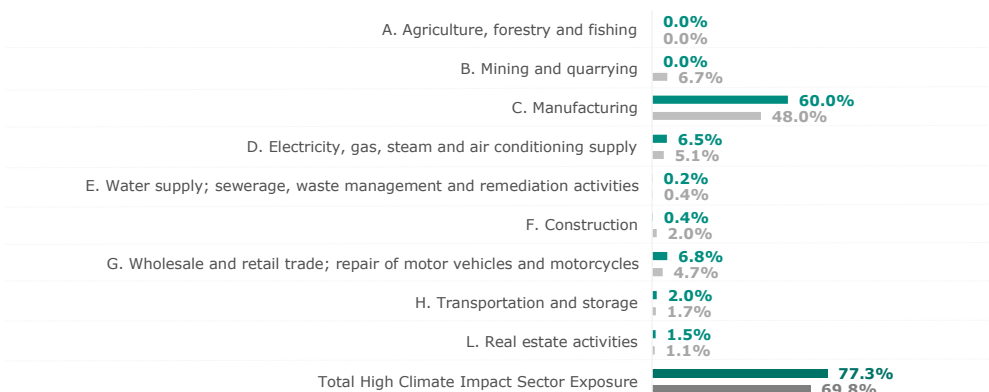 A. Agriculture, forestry and fishing
0.0%
0.0%
B. Mining and quarrying
0.0%
6.7%
C. Manufacturing
60.0%
48.0%
D. Electricity, gas, steam and air conditioning supply
6.5%
5.1%
E. Water supply; sewerage, waste management and remediation activities
0.2%
0.4%
F. Construction
0.4%
2.0%
G. Wholesale and retail trade; repair of motor vehicles and motorcycles
6.8%
4.7%
H. Transportation and storage
2.0%
1.7%
L. Real estate activities
1.5%
1.1%
Total High Climate Impact Sector Exposure
77.3%
69.8%